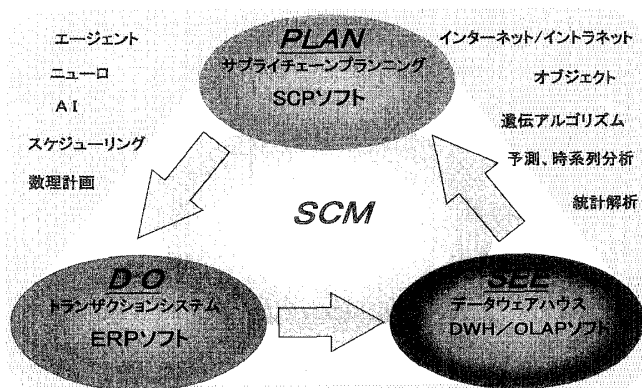 エージェント
ニューロ
AI
スケジューリング
数理計画
PLAN
サプライチェーンプランニング
SCPソフト
インターネット/イントラネット
オブジェクト
遺伝アルゴリズム
予測、時系列分析
統計解析
SCM
DO
トランザクションシステム
ERPソフト
SEE
データウェアハウス
DWH/OLAPソフト